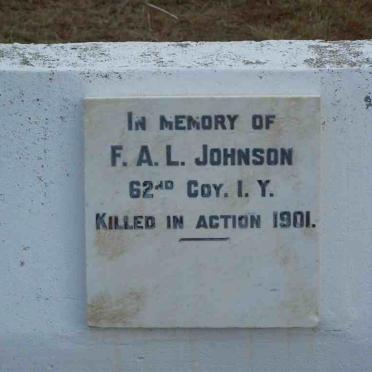 In memory of
F. A. L. Johnson
62nd Coy. I. Y.
Killed in action 1901.